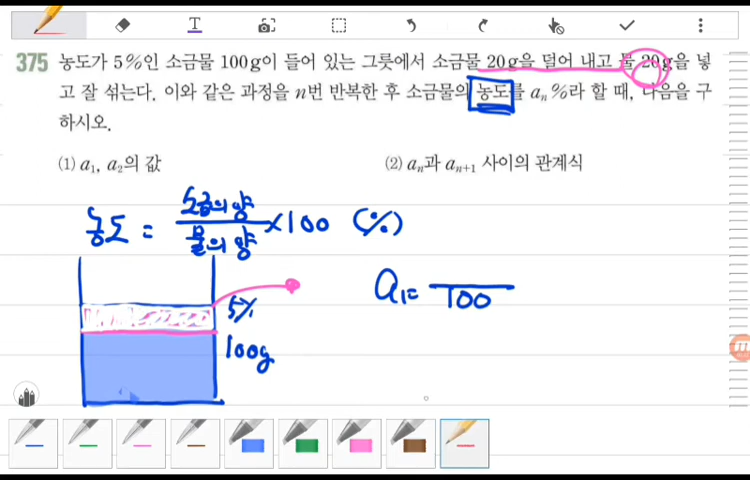 375 농도가 5%인 소금물 100g이 들어 있는 그릇에서 소금물 20g을 덜어 내고 물 20g을 넣
고 잘 섞는다. 이와 같은 과정을 n번 반복한 후 소금물의 농도를 aₙ%라 할 때, 다음을 구
하시오.
(1) a₁, a₂의 값 (2) aₙ과 aₙ₊₁ 사이의 관계식
농도 = 소금의 양/물의 양 ×100 (%)
5%
100g
a₁= /100